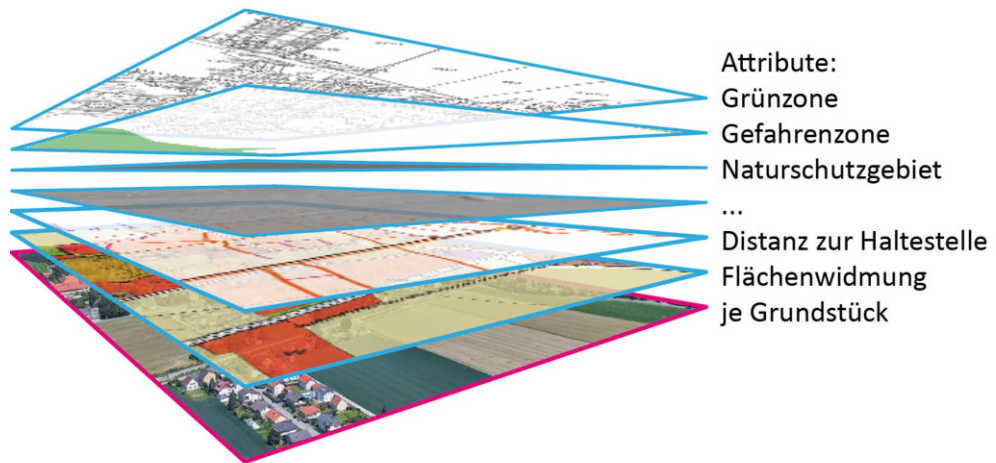 Attribute:
Grünzone
Gefahrenzone
Naturschutzgebiet
...
Distanz zur Haltestelle
Flächenwidmung
je Grundstück